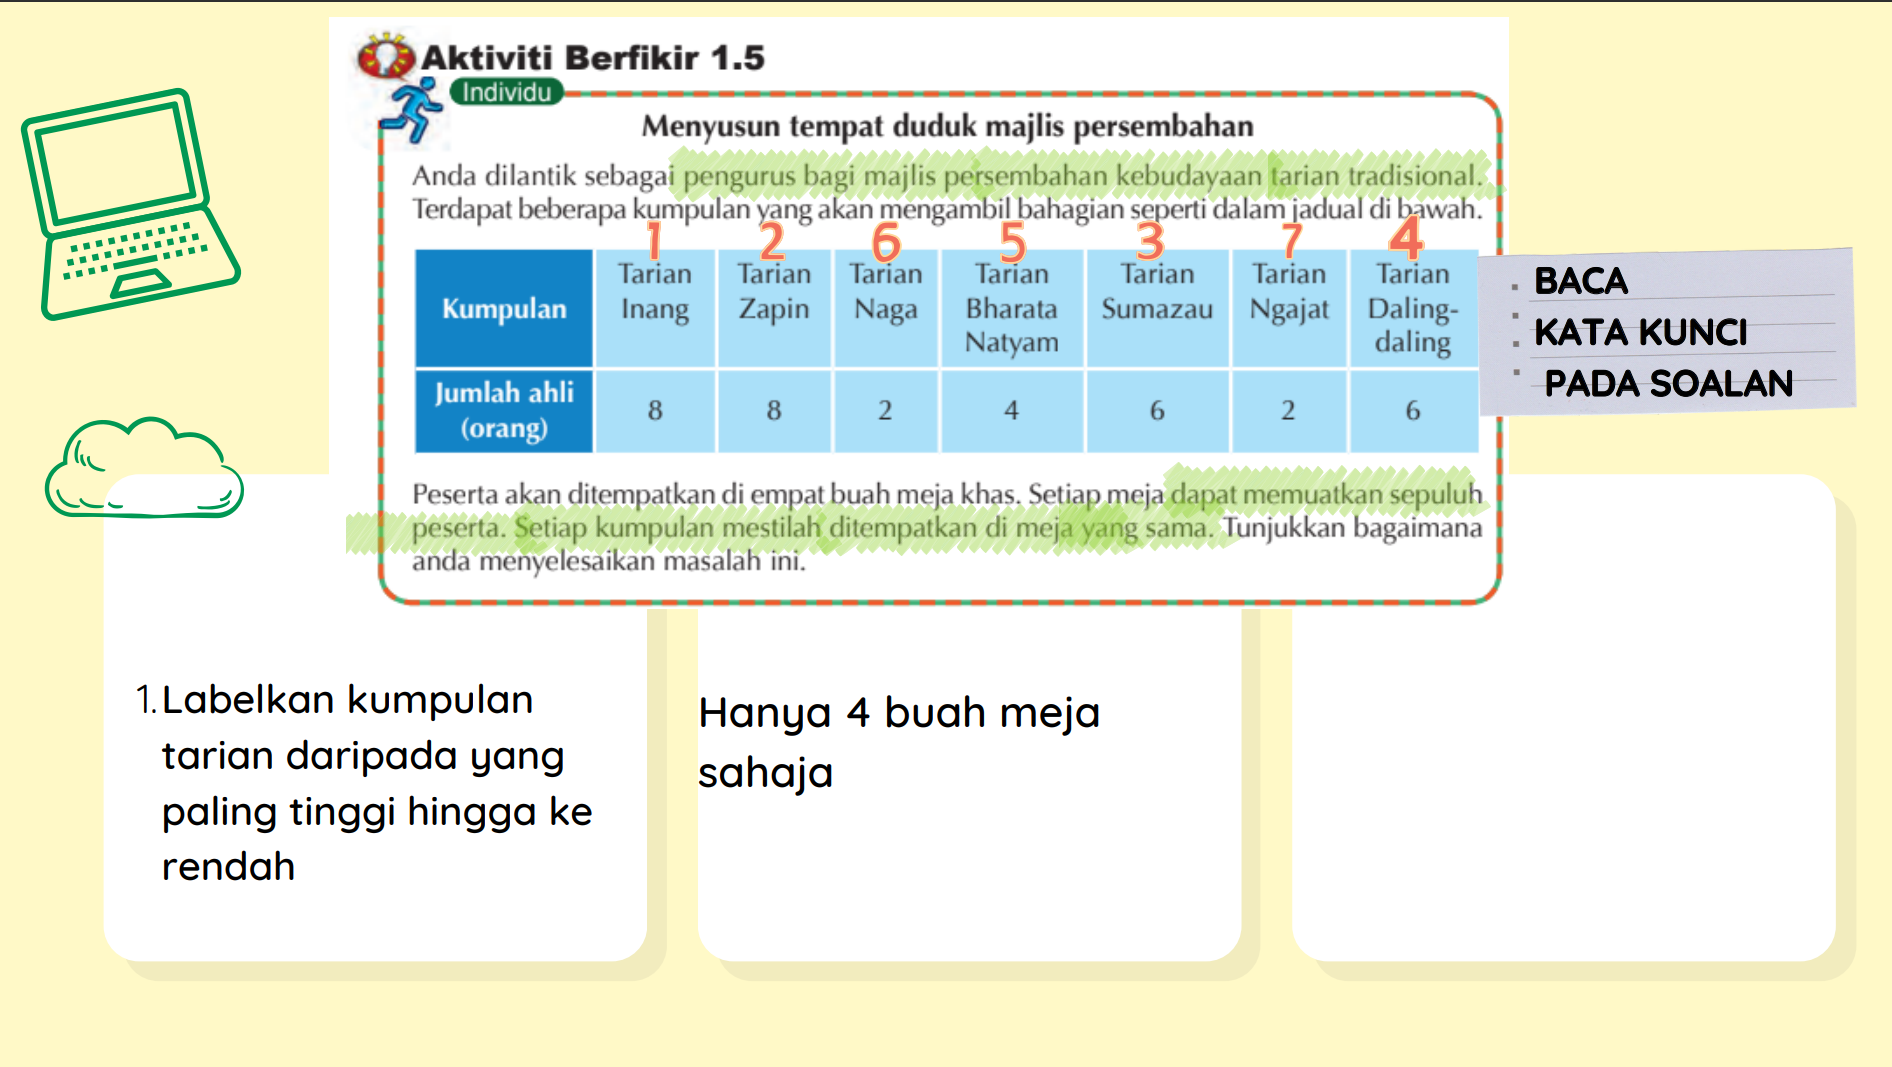 Aktiviti Berfikir 1.5
Individu
Menyusun tempat duduk majlis persembahan
Anda dilantik sebagai pengurus bagi majlis persembahan kebudayaan tarian tradisional.
Terdapat beberapa kumpulan yang akan mengambil bahagian seperti dalam jadual di bawah.
1 2 6 5 3 7 4
Kumpulan Tarian Inang Tarian Zapin Tarian Naga Tarian Bharata Natyam Tarian Sumazau Tarian Ngajat Tarian Daling-daling
Jumlah ahli (orang) 8 8 2 4 6 2 6
Peserta akan ditempatkan di empat buah meja khas. Setiap meja dapat memuatkan sepuluh
peserta. Setiap kumpulan mestilah ditempatkan di meja yang sama. Tunjukkan bagaimana
anda menyelesaikan masalah ini.
BACA
KATA KUNCI
PADA SOALAN
1. Labelkan kumpulan
tarian daripada yang
paling tinggi hingga ke
rendah
Hanya 4 buah meja
sahaja